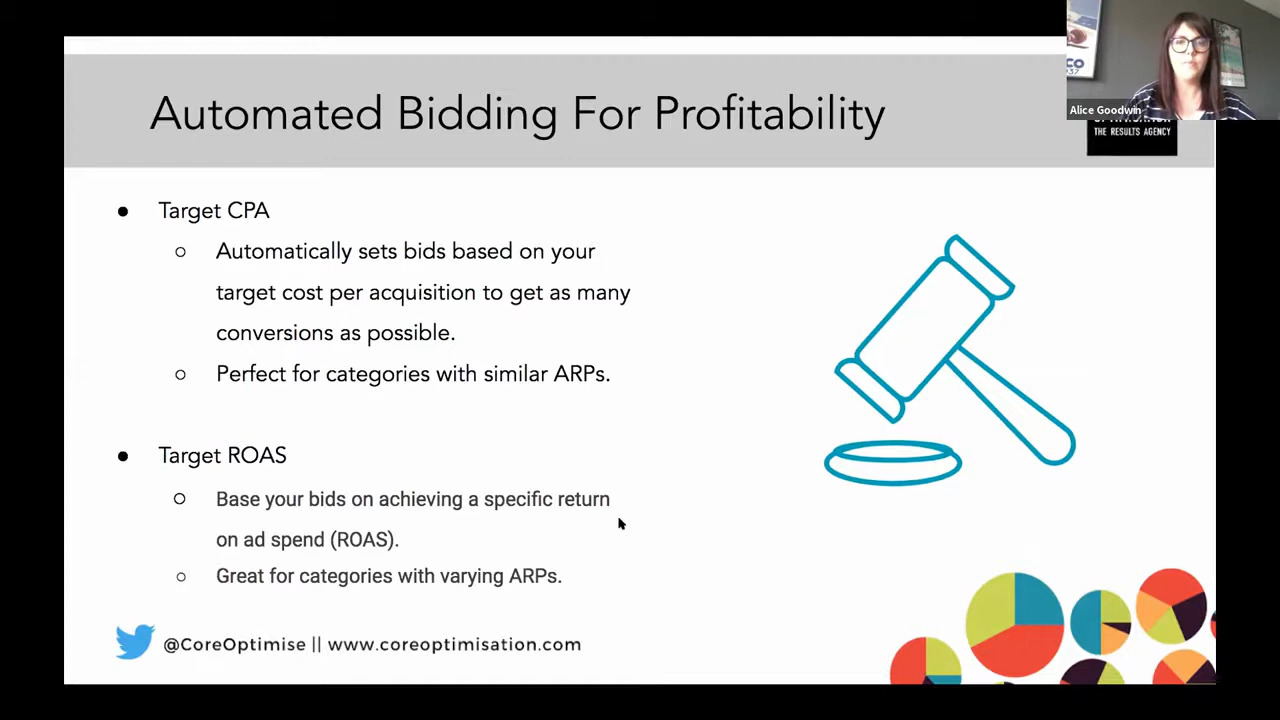 Automated Bidding For Profitability
CO
937
Alice Goodwin
THE RESULTS AGENCY
● Target CPA
○ Automatically sets bids based on your
target cost per acquisition to get as many
conversions as possible.
○ Perfect for categories with similar ARPs.
● Target ROAS
○ Base your bids on achieving a specific return
on ad spend (ROAS).
○ Great for categories with varying ARPs.
@CoreOptimise || www.coreoptimisation.com